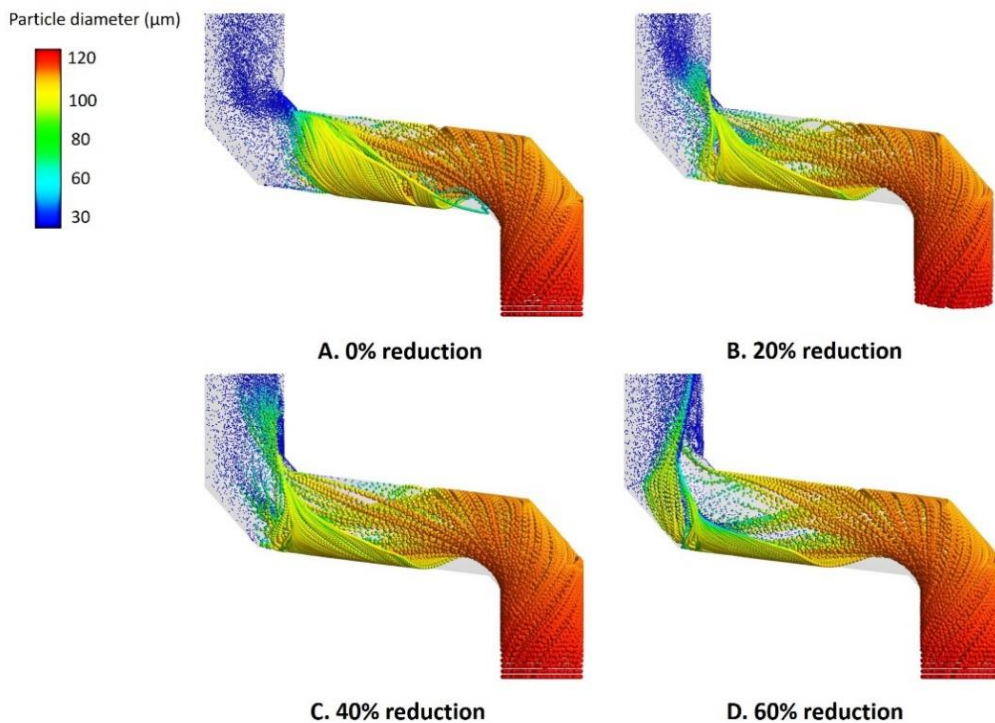 Particle diameter (μm)
120
100
80
60
30
A. 0% reduction
B. 20% reduction
C. 40% reduction
D. 60% reduction